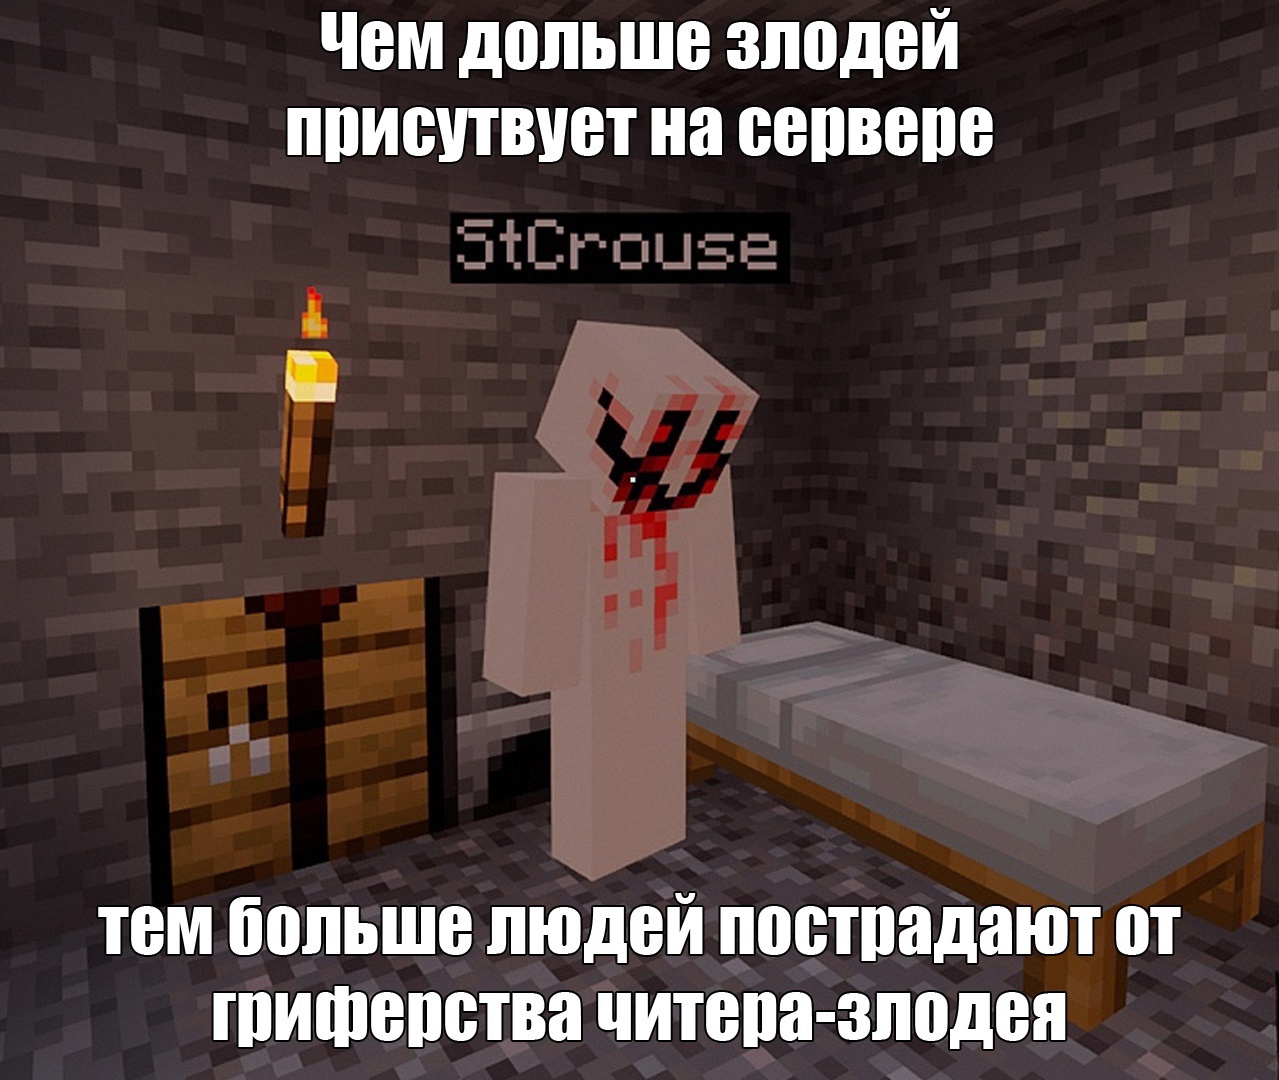 Чем дольше злодей
присутвует на сервере
StCrouse
тем больше людей пострадают от
гриферства читера-злодея